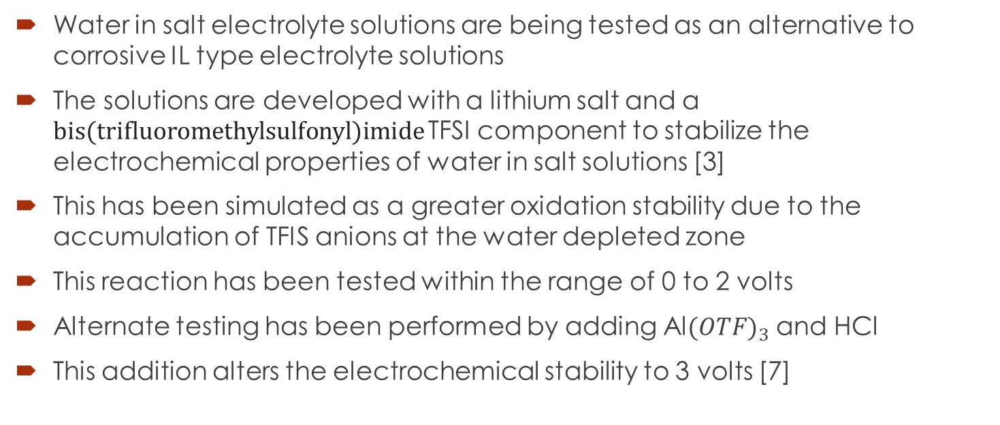 Water in salt electrolyte solutions are being tested as an alternative to
corrosive IL type electrolyte solutions
The solutions are developed with a lithium salt and a
bis(trifluoromethylsulfonyl)imide TFSI component to stabilize the
electrochemical properties of water in salt solutions [3]
This has been simulated as a greater oxidation stability due to the
accumulation of TFIS anions at the water depleted zone
This reaction has been tested within the range of 0 to 2 volts
Alternate testing has been performed by adding Al(OTF)₃ and HCl
This addition alters the electrochemical stability to 3 volts [7]